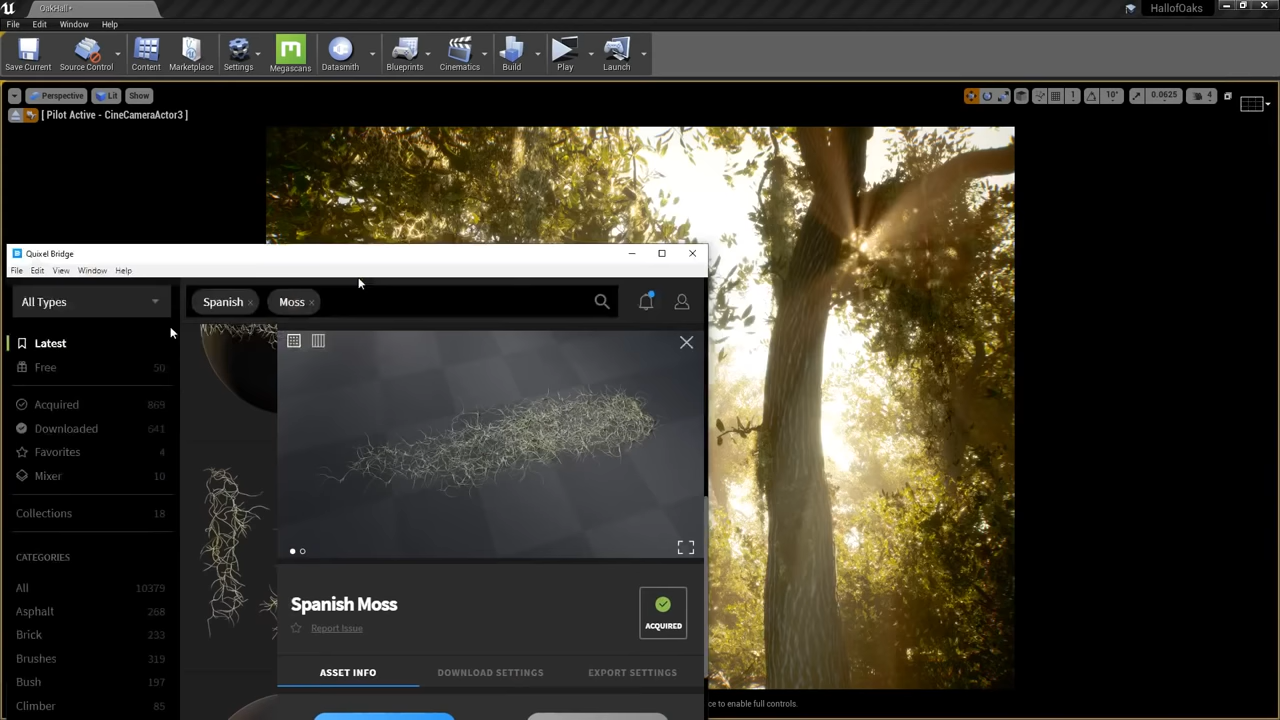 OakHall*
HallofOaks
File Edit Window Help
Save Current Source Control Content Marketplace Settings Megascans Datasmith Blueprints Cinematics Build Play Launch
Perspective Lit Show 1 10° 0.0625 4
[ Pilot Active - CineCameraActor3 ]
Quixel Bridge
File Edit View Window Help
All Types
Spanish × Moss ×
Latest
Free 50
Acquired 869
Downloaded 641
Favorites 4
Mixer 10
Collections 18
CATEGORIES
All 10379
Asphalt 268
Brick 233
Brushes 319
Bush 197
Climber 85
Spanish Moss
Report Issue
ACQUIRED
ASSET INFO DOWNLOAD SETTINGS EXPORT SETTINGS
ce to enable full controls.